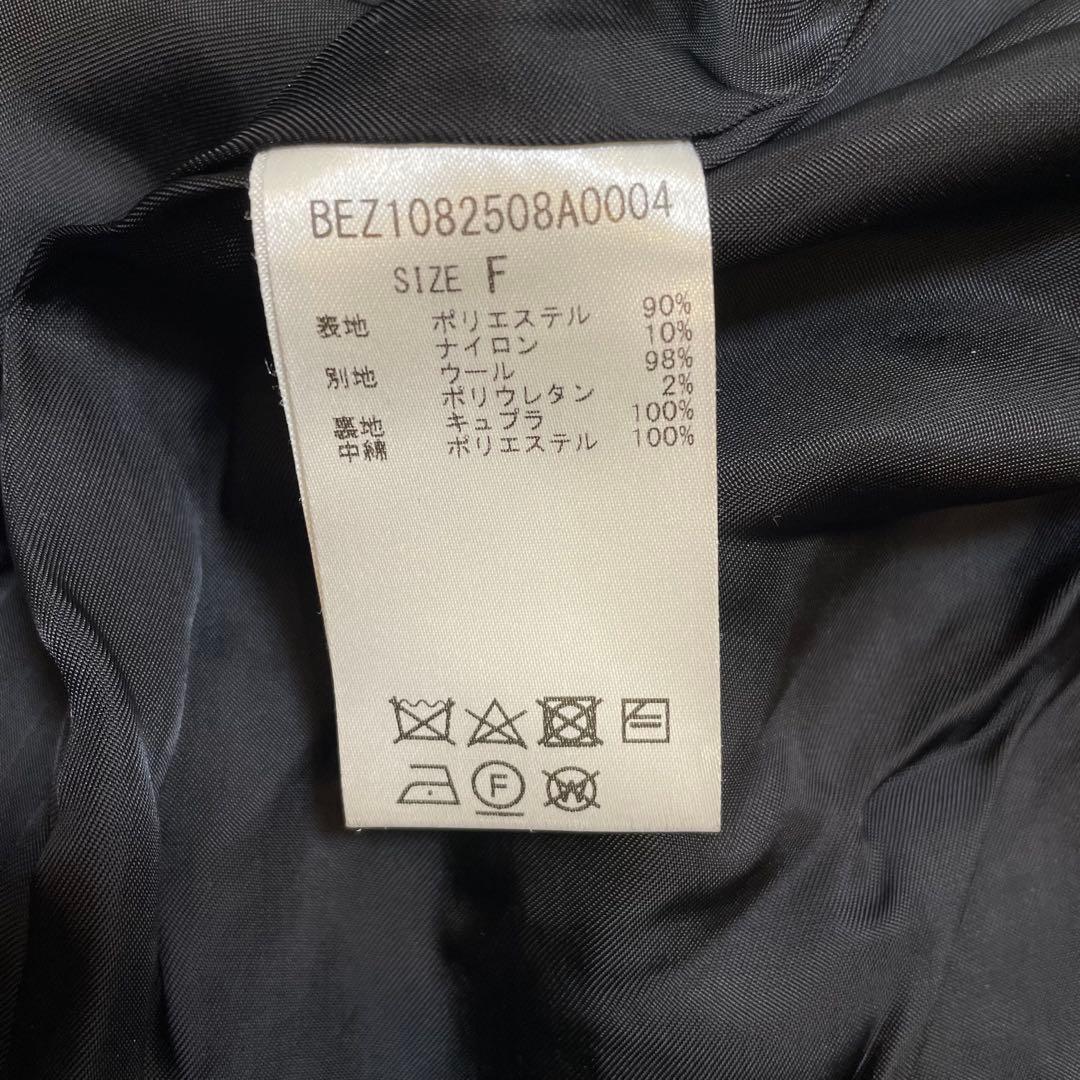 BEZ1082508A0004
SIZE F
表地 ポリエステル 90%
ナイロン 10%
別地 ウール 98%
ポリウレタン 2%
裏地 キュプラ 100%
中綿 ポリエステル 100%
F W